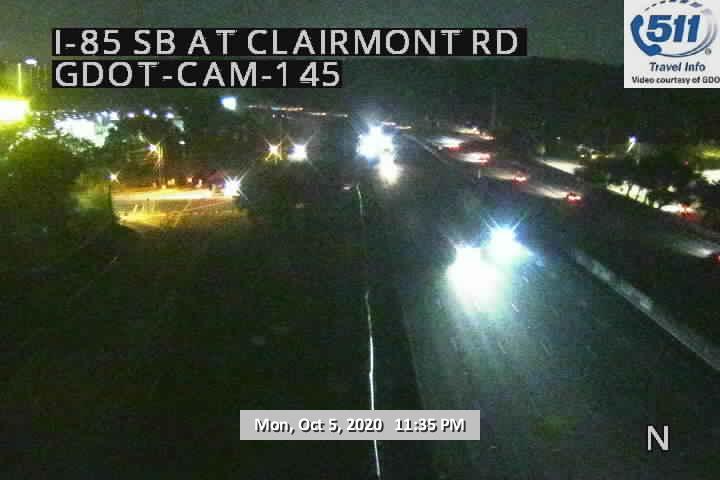 I-85 SB AT CLAIRMONT RD
GDOT-CAM-145
511
Travel Info
Video courtesy of GDO
Mon, Oct 5, 2020 11:35 PM
N